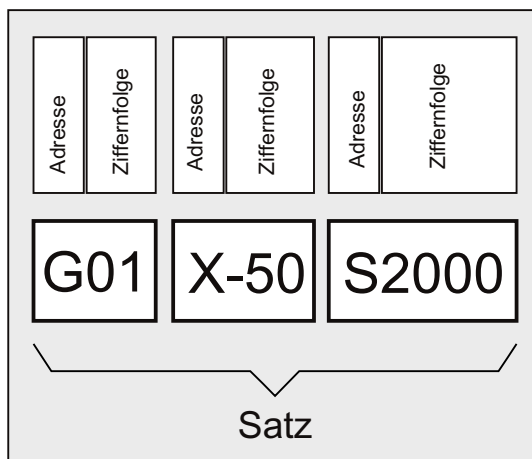 Adresse
Ziffernfolge
Adresse
Ziffernfolge
Adresse
Ziffernfolge
G01
X-50
S2000
Satz